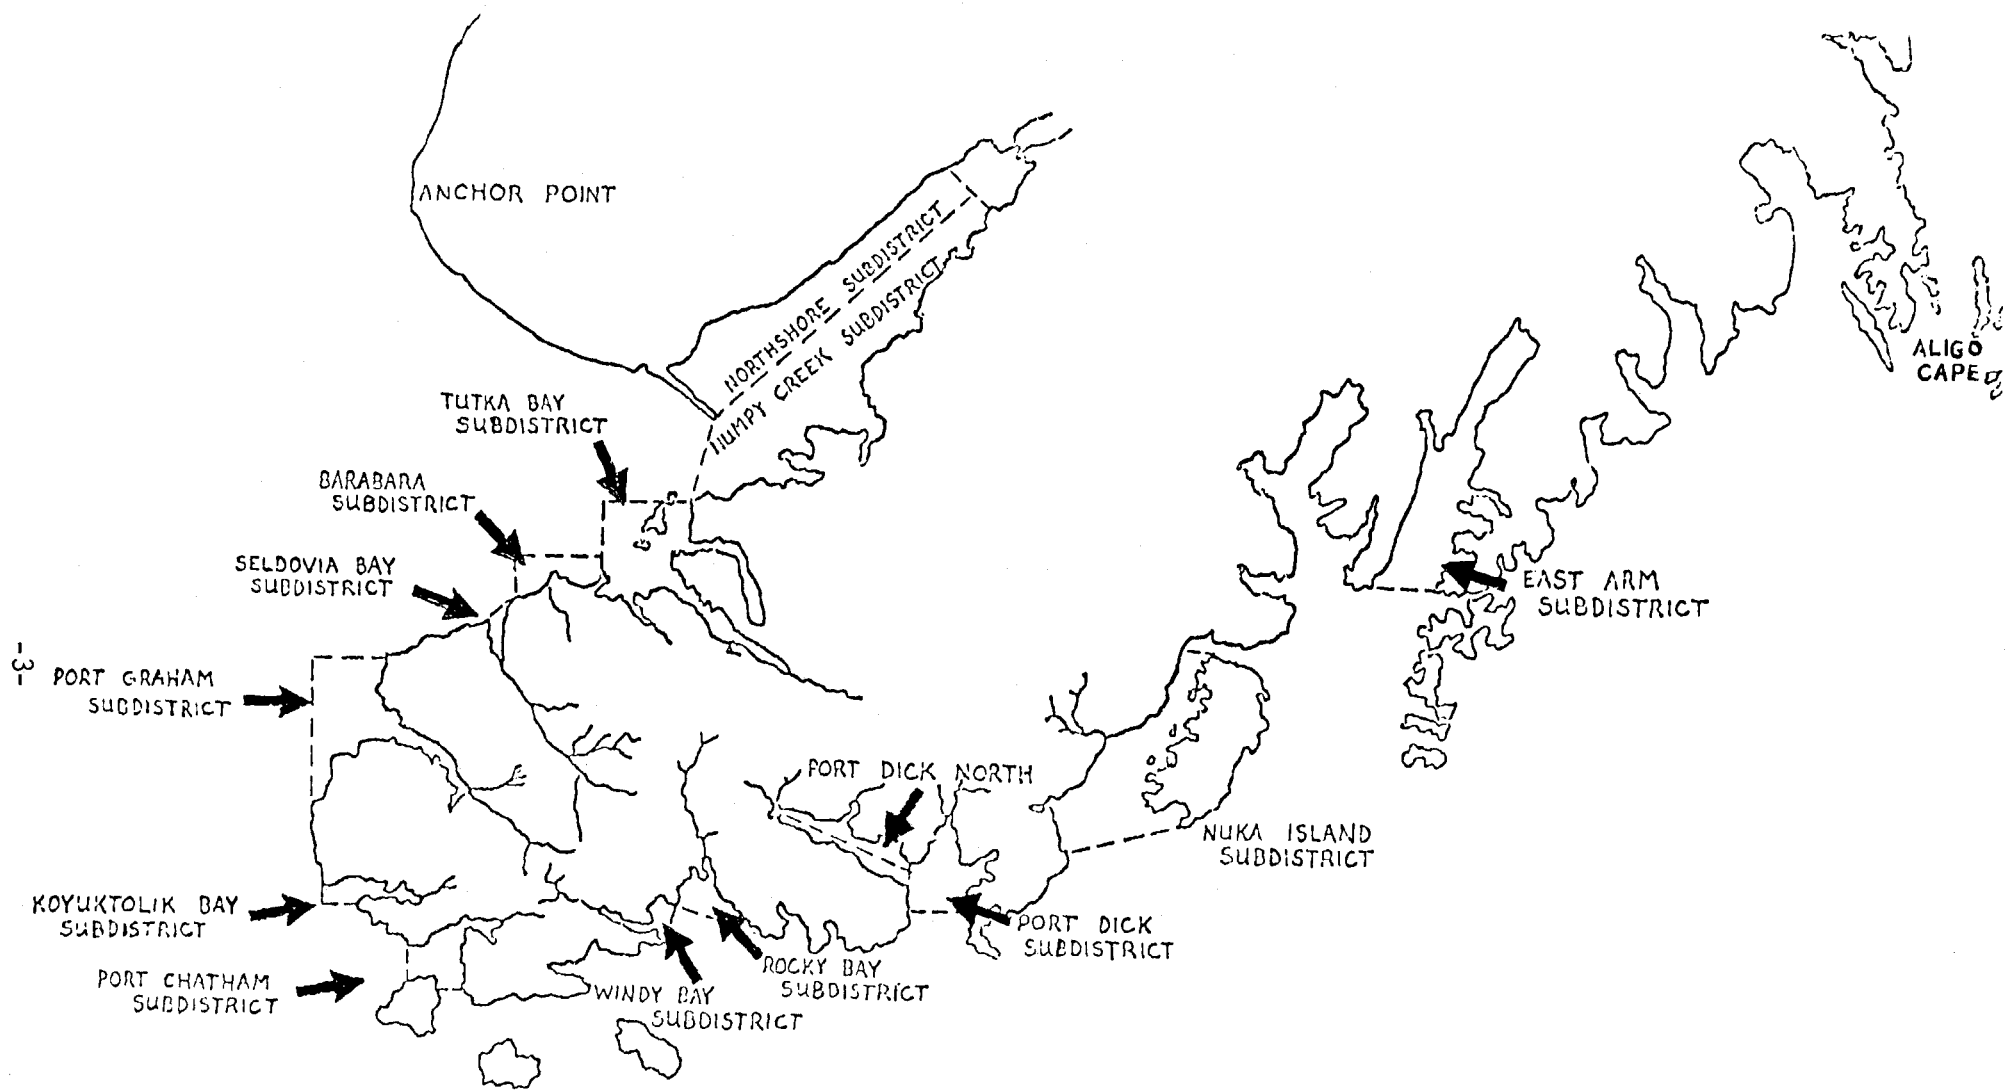 ANCHOR POINT
NORTHSHORE SUBDISTRICT
HUMPY CREEK SUBDISTRICT
ALIGO
CAPE
TUTKA BAY
SUBDISTRICT
BARABARA
SUBDISTRICT
SELDOVIA BAY
SUBDISTRICT
EAST ARM
SUBDISTRICT
-3-
PORT GRAHAM
SUBDISTRICT
PORT DICK NORTH
NUKA ISLAND
SUBDISTRICT
KOYUKTOLIK BAY
SUBDISTRICT
PORT DICK
SUBDISTRICT
PORT CHATHAM
SUBDISTRICT
ROCKY BAY
SUBDISTRICT
WINDY BAY
SUBDISTRICT